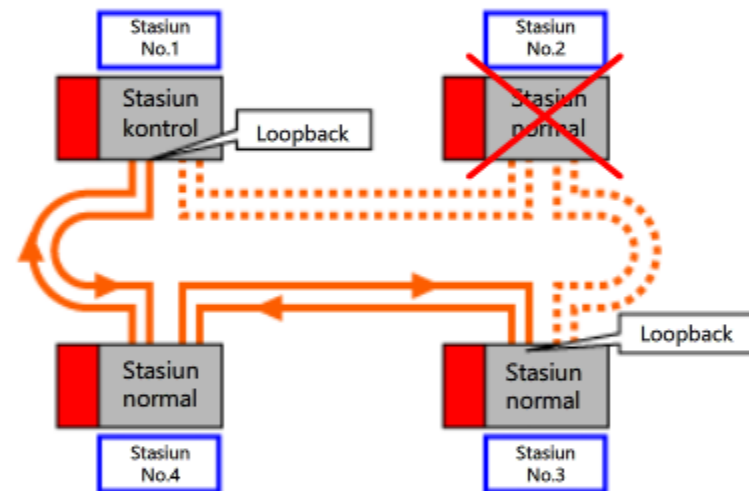 Stasiun
No.1
Stasiun
No.2
Stasiun
kontrol
Loopback
Stasiun
normal
Stasiun
normal
Stasiun
normal
Loopback
Stasiun
No.4
Stasiun
No.3